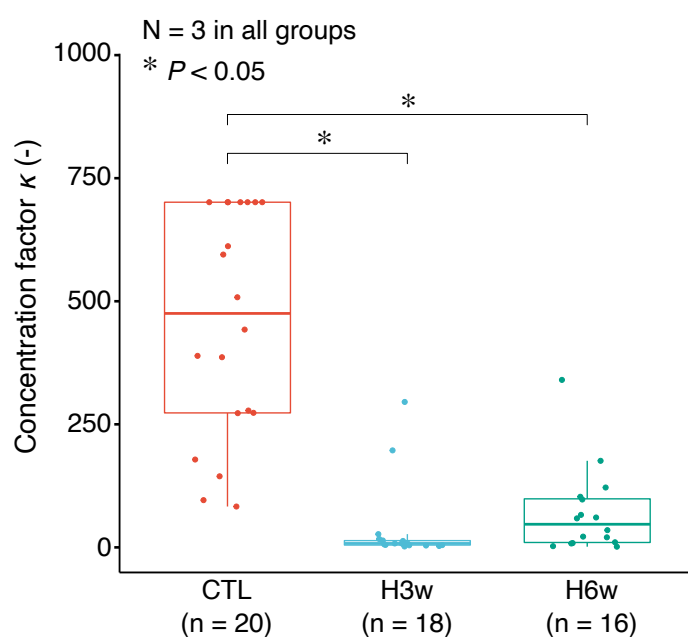 N = 3 in all groups
* P < 0.05
Concentration factor κ (-)
1000
750
500
250
0
*
*
CTL
(n = 20)
H3w
(n = 18)
H6w
(n = 16)